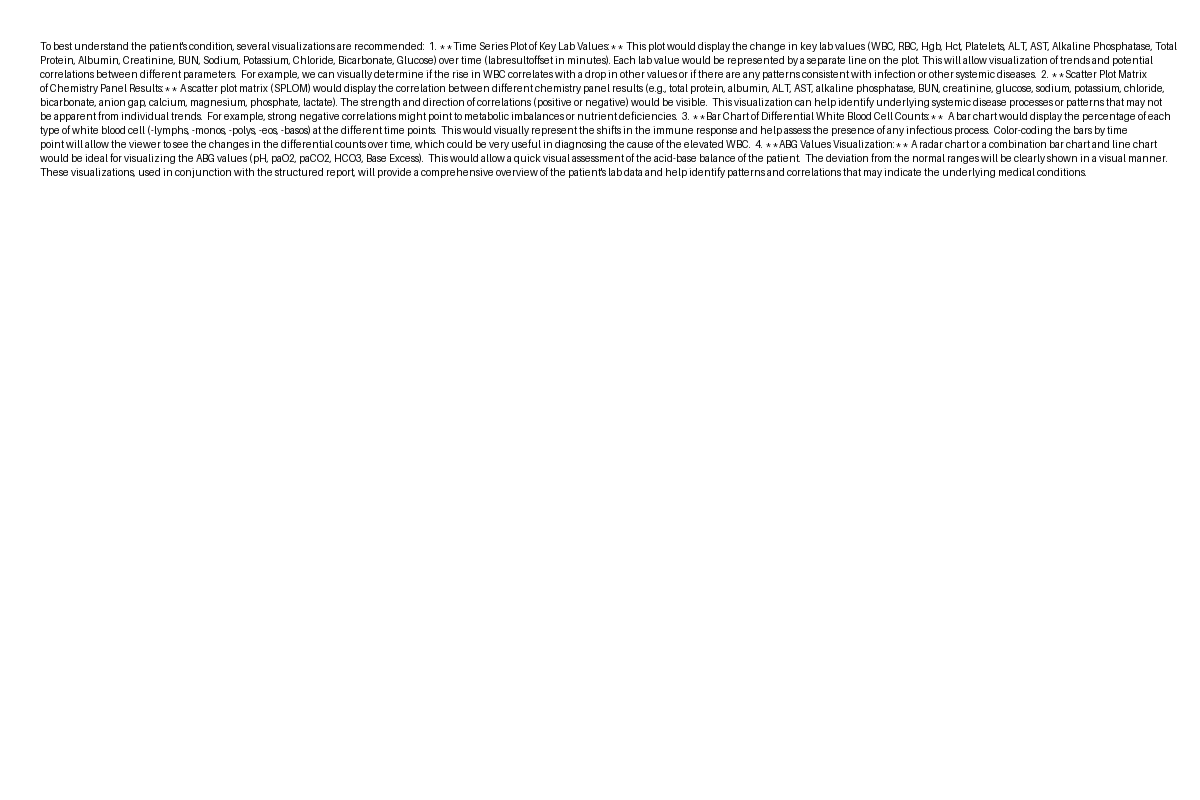 To best understand the patient's condition, several visualizations are recommended:  1. **Time Series Plot of Key Lab Values:** This plot would display the change in key lab values (WBC, RBC, Hgb, Hct, Platelets, ALT, AST, Alkaline Phosphatase, Total
Protein, Albumin, Creatinine, BUN, Sodium, Potassium, Chloride, Bicarbonate, Glucose) over time (labresultoffset in minutes). Each lab value would be represented by a separate line on the plot. This will allow visualization of trends and potential
correlations between different parameters.  For example, we can visually determine if the rise in WBC correlates with a drop in other values or if there are any patterns consistent with infection or other systemic diseases.  2. **Scatter Plot Matrix
of Chemistry Panel Results:** A scatter plot matrix (SPLOM) would display the correlation between different chemistry panel results (e.g., total protein, albumin, ALT, AST, alkaline phosphatase, BUN, creatinine, glucose, sodium, potassium, chloride,
bicarbonate, anion gap, calcium, magnesium, phosphate, lactate). The strength and direction of correlations (positive or negative) would be visible.  This visualization can help identify underlying systemic disease processes or patterns that may not
be apparent from individual trends.  For example, strong negative correlations might point to metabolic imbalances or nutrient deficiencies.  3. **Bar Chart of Differential White Blood Cell Counts:**  A bar chart would display the percentage of each
type of white blood cell (-lymphs, -monos, -polys, -eos, -basos) at the different time points.  This would visually represent the shifts in the immune response and help assess the presence of any infectious process.  Color-coding the bars by time
point will allow the viewer to see the changes in the differential counts over time, which could be very useful in diagnosing the cause of the elevated WBC.  4. **ABG Values Visualization:** A radar chart or a combination bar chart and line chart
would be ideal for visualizing the ABG values (pH, paO2, paCO2, HCO3, Base Excess).  This would allow a quick visual assessment of the acid-base balance of the patient.  The deviation from the normal ranges will be clearly shown in a visual manner.
These visualizations, used in conjunction with the structured report, will provide a comprehensive overview of the patient's lab data and help identify patterns and correlations that may indicate the underlying medical conditions.